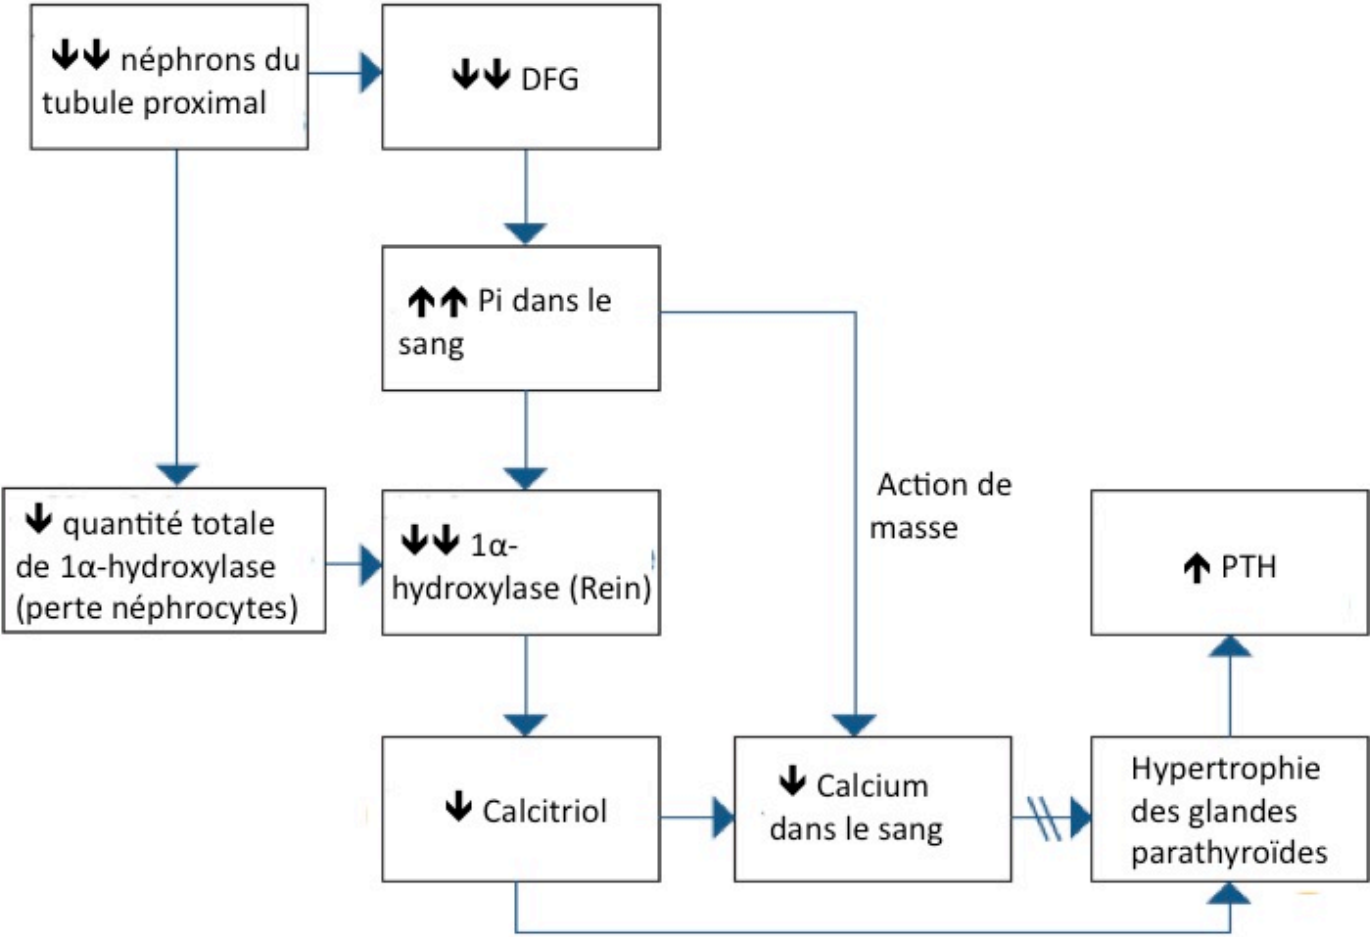 ↓↓ néphrons du
tubule proximal
↓↓ DFG
↑↑ Pi dans le
sang
Action de
masse
↓ quantité totale
de 1α-hydroxylase
(perte néphrocytes)
↓↓ 1α-
hydroxylase (Rein)
↑ PTH
↓ Calcitriol
↓ Calcium
dans le sang
Hypertrophie
des glandes
parathyroïdes